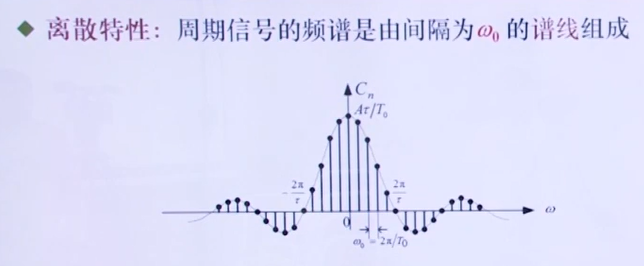 ◆ 离散特性：周期信号的频谱是由间隔为ω₀的谱线组成
Cₙ
Aτ/T₀
-2π/τ
2π/τ
0
ω
ω₀ = 2π/T₀